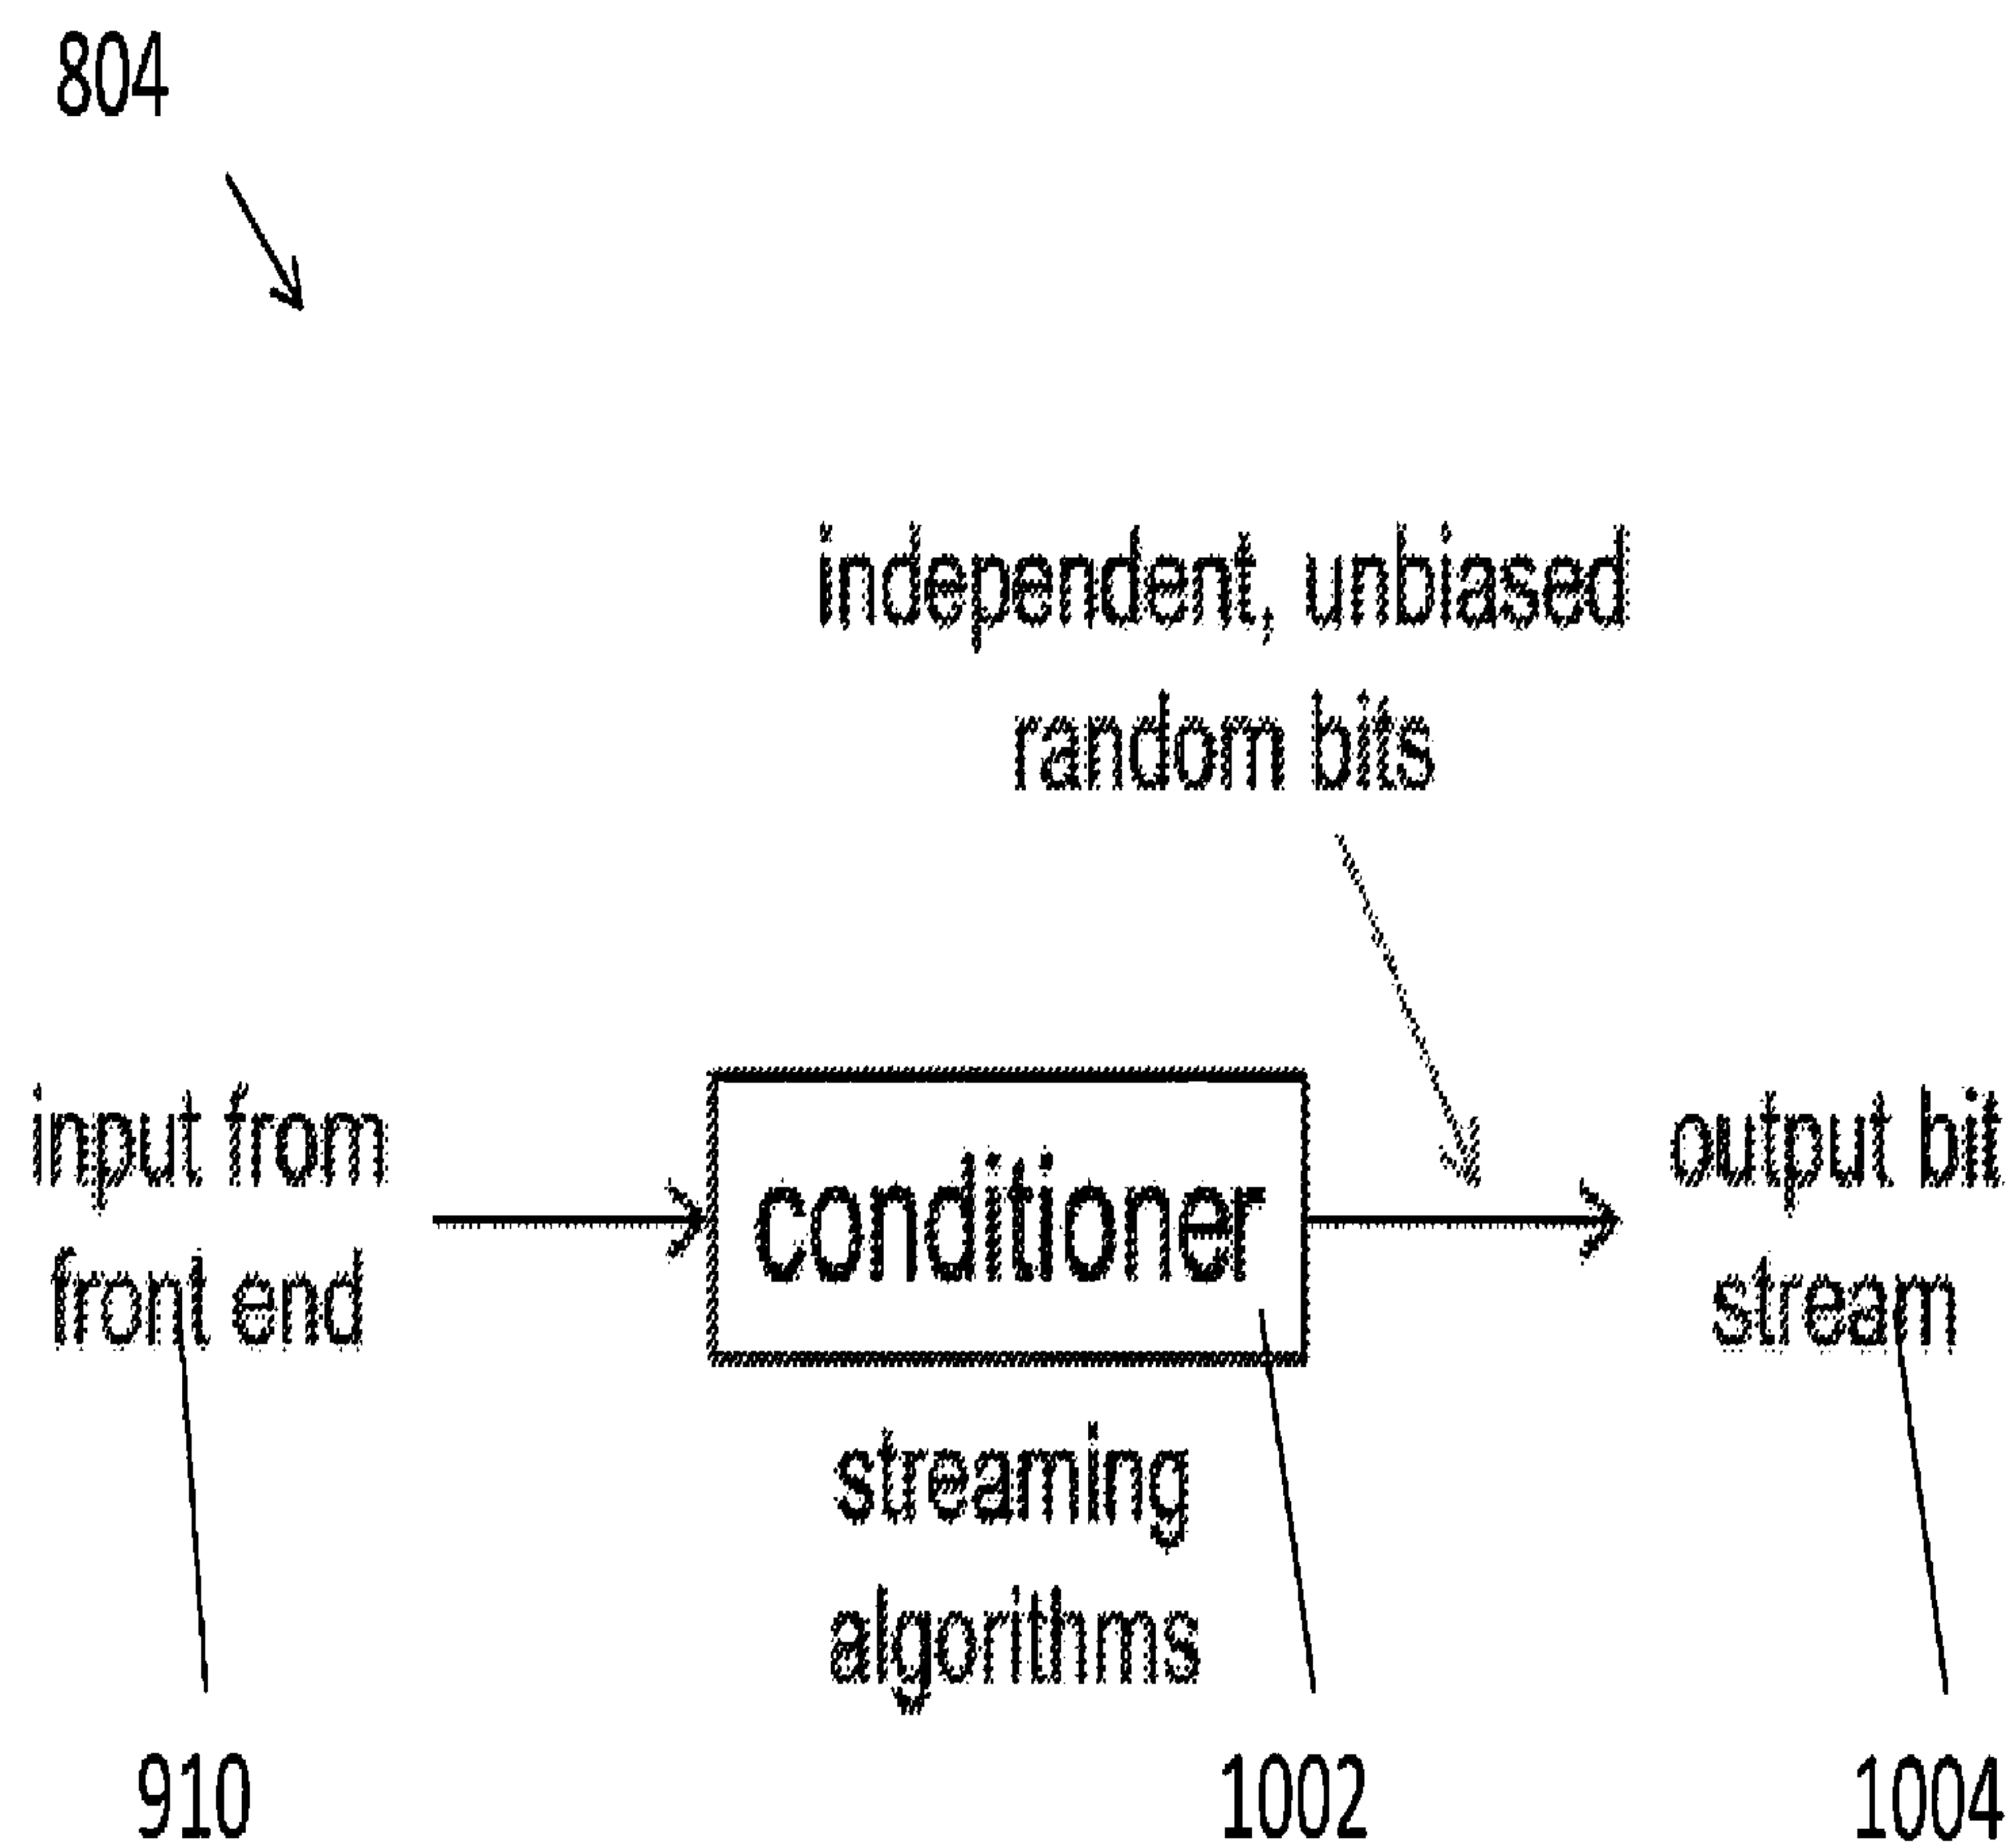 804
independent, unbiased
random bits
input from
front end
conditioner
output bit
stream
streaming
algorithms
910
1002
1004